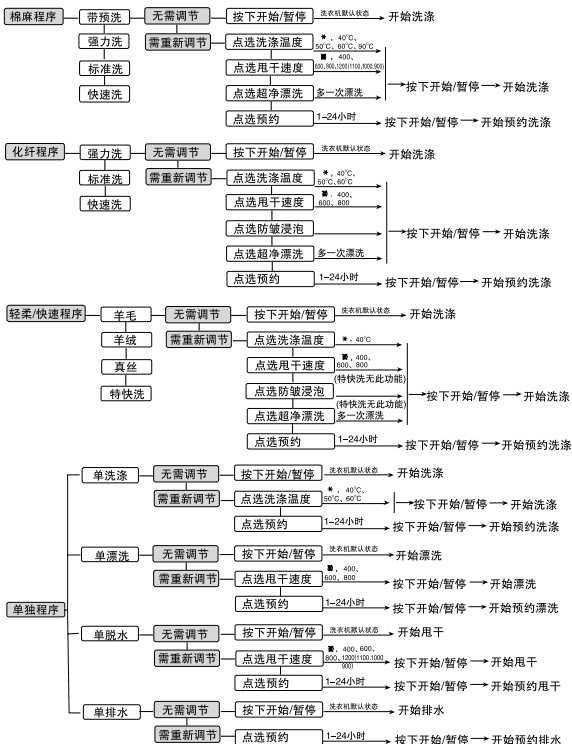 棉麻程序 带预洗 无需调节 按下开始/暂停 洗衣机默认状态 开始洗涤
强力洗 需重新调节 点选洗涤温度 *，40℃、
50℃、60℃、90℃
标准洗 点选甩干速度 ，400、
600、800、1200(1100、1000、900)
按下开始/暂停 开始洗涤
快速洗 点选超净漂洗 多一次漂洗
点选预约 1-24小时 按下开始/暂停 开始预约洗涤
化纤程序 强力洗 无需调节 按下开始/暂停 洗衣机默认状态 开始洗涤
标准洗 需重新调节 点选洗涤温度 *，40℃、
50℃、60℃
快速洗 点选甩干速度 ，400、
600、800
点选防皱浸泡 按下开始/暂停 开始洗涤
点选超净漂洗 多一次漂洗
点选预约 1-24小时 按下开始/暂停 开始预约洗涤
轻柔/快速程序 羊毛 无需调节 按下开始/暂停 洗衣机默认状态 开始洗涤
羊绒 需重新调节 点选洗涤温度 *，40℃
真丝 点选甩干速度 ，400、
600、800
(特快洗无此功能)
特快洗 点选防皱浸泡 按下开始/暂停 开始洗涤
(特快洗无此功能)
点选超净漂洗 多一次漂洗
点选预约 1-24小时 按下开始/暂停 开始预约洗涤
单洗涤 无需调节 按下开始/暂停 洗衣机默认状态 开始洗涤
需重新调节 点选洗涤温度 *，40℃、
50℃、60℃
按下开始/暂停 开始洗涤
点选预约 1-24小时 按下开始/暂停 开始预约洗涤
单漂洗 无需调节 按下开始/暂停 洗衣机默认状态 开始漂洗
需重新调节 点选甩干速度 ，400、
600、800
按下开始/暂停 开始漂洗
单独程序 点选预约 1-24小时 按下开始/暂停 开始预约漂洗
单脱水 无需调节 按下开始/暂停 洗衣机默认状态 开始甩干
需重新调节 点选甩干速度 ，400、600、
800、1200(1100·1000
900)
按下开始/暂停 开始甩干
点选预约 1-24小时 按下开始/暂停 开始预约甩干
单排水 无需调节 按下开始/暂停 洗衣机默认状态 开始排水
需重新调节 点选预约 1-24小时 按下开始/暂停 开始预约排水